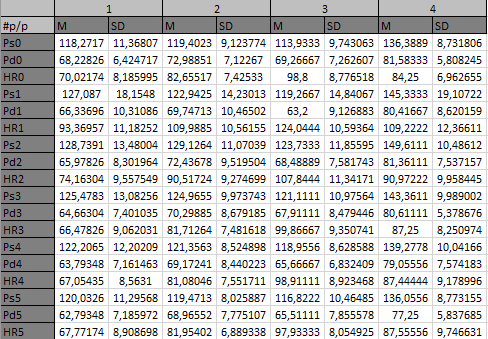 1 2 3 4
#p/p M SD M SD M SD M SD
Ps0 118,2717 11,36807 119,4023 9,123774 113,9333 9,743063 136,3889 8,731806
Pd0 68,22826 6,424717 72,98851 7,12267 69,26667 7,262607 81,58333 5,808245
HR0 70,02174 8,185995 82,65517 7,42533 98,8 8,776518 84,25 6,962655
Ps1 127,087 18,1548 122,9425 14,23013 119,2667 14,84067 145,3333 19,10722
Pd1 66,33696 10,31086 69,74713 10,46502 63,2 9,126883 80,41667 8,620159
HR1 93,36957 11,18252 109,9885 10,56155 124,0444 10,59364 109,2222 12,36611
Ps2 128,7391 13,48004 129,1264 11,07039 123,7333 11,85595 149,6111 10,48612
Pd2 65,97826 8,301964 72,43678 9,519504 68,48889 7,581743 81,36111 7,537157
HR2 74,16304 9,557549 90,51724 9,274699 107,8444 11,34171 90,97222 9,958445
Ps3 125,4783 13,08256 124,9655 9,973743 121,1111 10,97564 143,3611 9,989002
Pd3 64,66304 7,401035 70,29885 8,679185 67,91111 8,479446 80,61111 5,378676
HR3 66,47826 9,062031 81,71264 7,481618 99,86667 9,350741 87,25 8,250974
Ps4 122,2065 12,20209 121,3563 8,524898 118,9556 8,628588 139,2778 10,04166
Pd4 63,79348 7,161463 69,17241 8,440223 65,66667 6,832409 79,05556 7,574183
HR4 67,05435 8,5631 81,08046 7,551711 98,91111 8,923468 87,44444 9,178996
Ps5 120,0326 11,29568 119,4713 8,025887 116,8222 10,46485 136,0556 8,773155
Pd5 62,79348 7,185972 68,96552 7,775107 65,51111 7,855578 77,25 5,837685
HR5 67,77174 8,908698 81,95402 6,889338 97,93333 8,054925 87,55556 9,746631